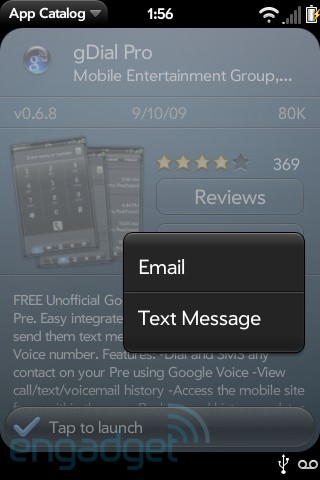 App Catalog
1:56
gDial Pro
Mobile Entertainment Group,...
v0.6.8
9/10/09
80K
369
Reviews
Email
Text Message
FREE Unofficial Goo
Pre. Easy integrate
send them text me
Voice number. Features: -Dial and SMS any
contact on your Pre using Google Voice -View
call/text/voicemail history -Access the mobile site
Tap to launch
engadget